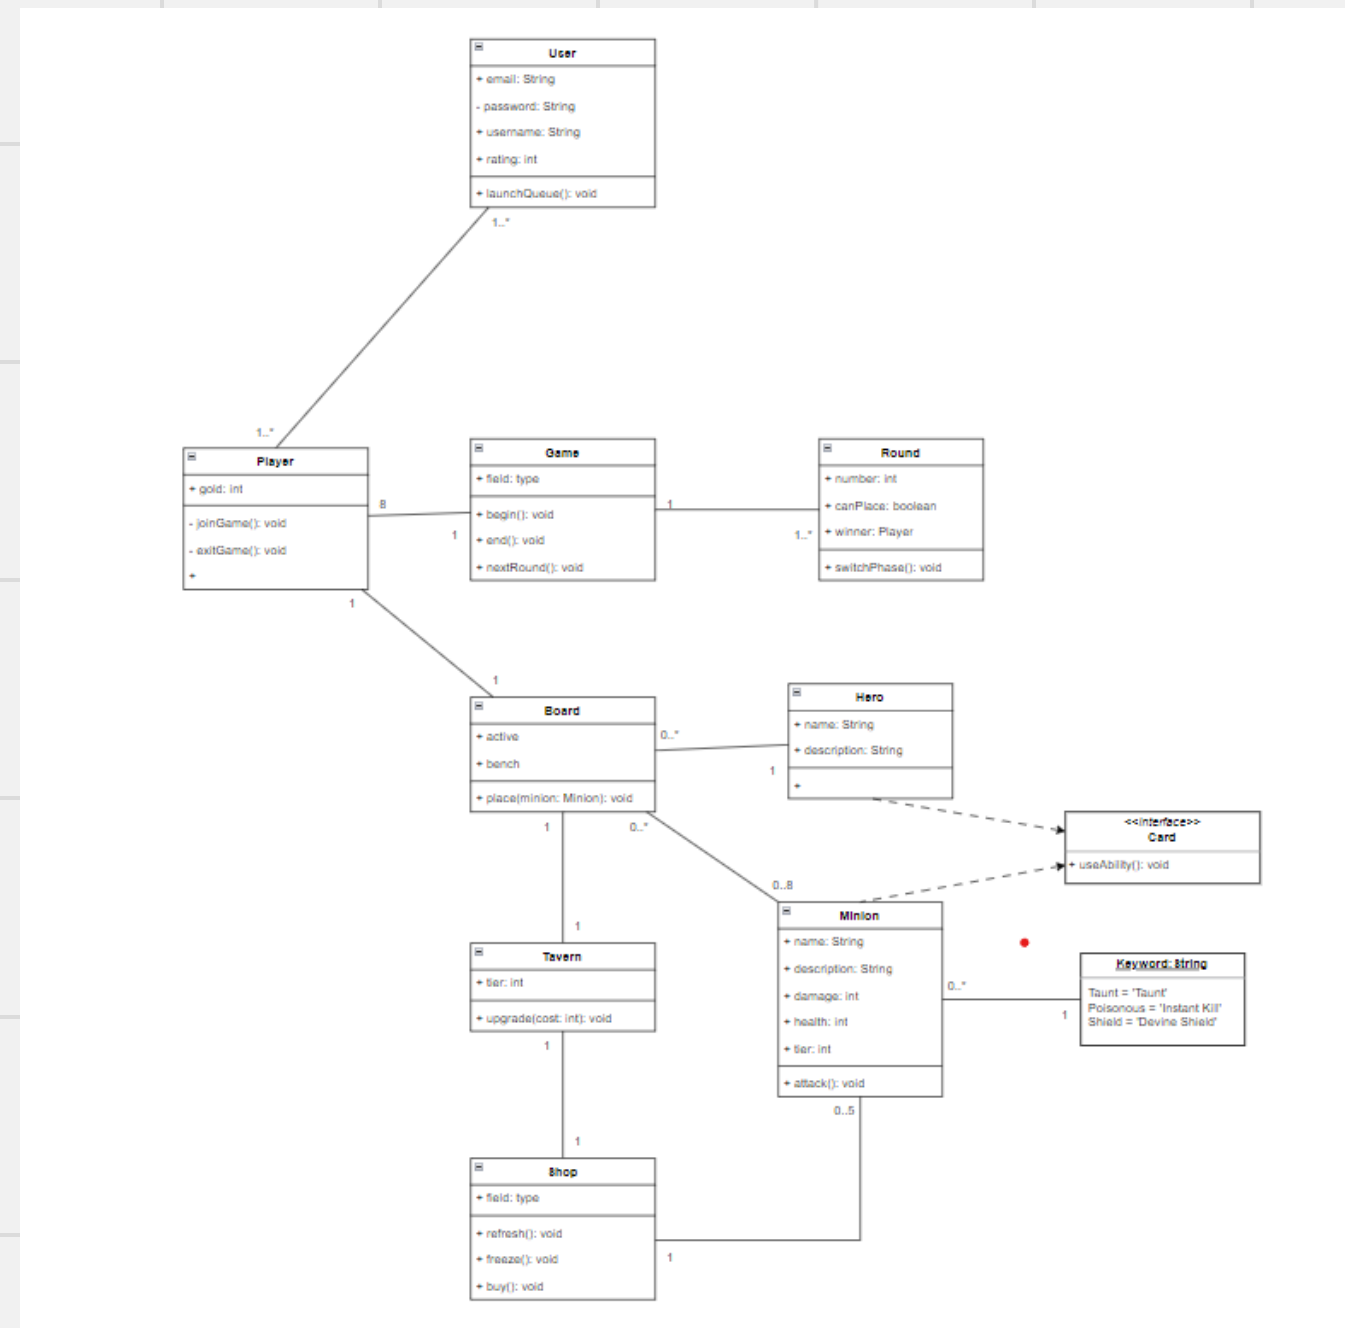 User
+ email: String
- password: String
+ username: String
+ rating: int
+ launchQueue(): void
1..*
1..*
Player
+ gold: int
- joinGame(): void
- exitGame(): void
+
8
1
1
Game
+ field: type
+ begin(): void
+ end(): void
+ nextRound(): void
1
1..*
Round
+ number: int
+ canPlace: boolean
+ winner: Player
+ switchPhase(): void
1
Board
+ active
+ bench
+ place(minion: Minion): void
0..*
1
Hero
+ name: String
+ description: String
+
<<interface>>
Card
+ useAbility(): void
1
0..*
0..8
Minion
+ name: String
+ description: String
+ damage: int
+ health: int
+ tier: int
+ attack(): void
0..*
1
Keyword: String
Taunt = 'Taunt'
Poisonous = 'Instant Kill'
Shield = 'Devine Shield'
1
Tavern
+ tier: int
+ upgrade(cost: int): void
1
0..5
1
Shop
+ field: type
+ refresh(): void
+ freeze(): void
+ buy(): void
1